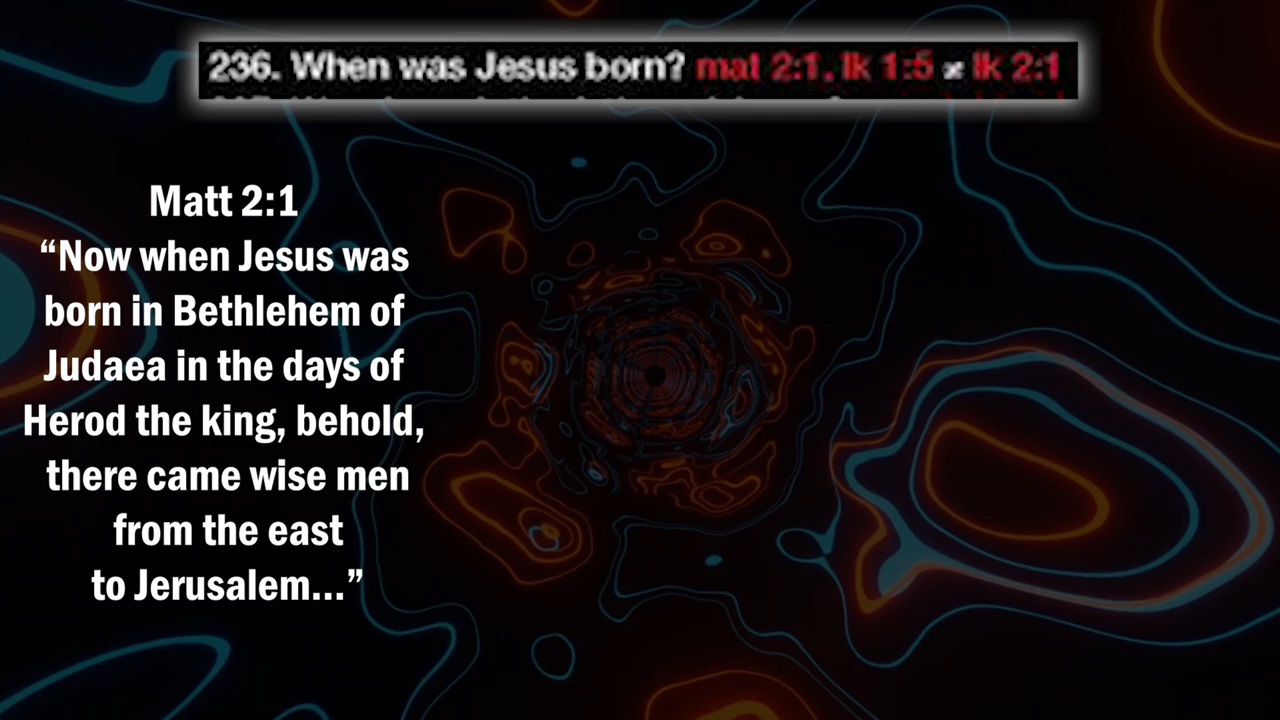 236. When was Jesus born? mat 2:1, lk 1:5 ≠ lk 2:1
Matt 2:1
“Now when Jesus was
born in Bethlehem of
Judaea in the days of
Herod the king, behold,
there came wise men
from the east
to Jerusalem...”